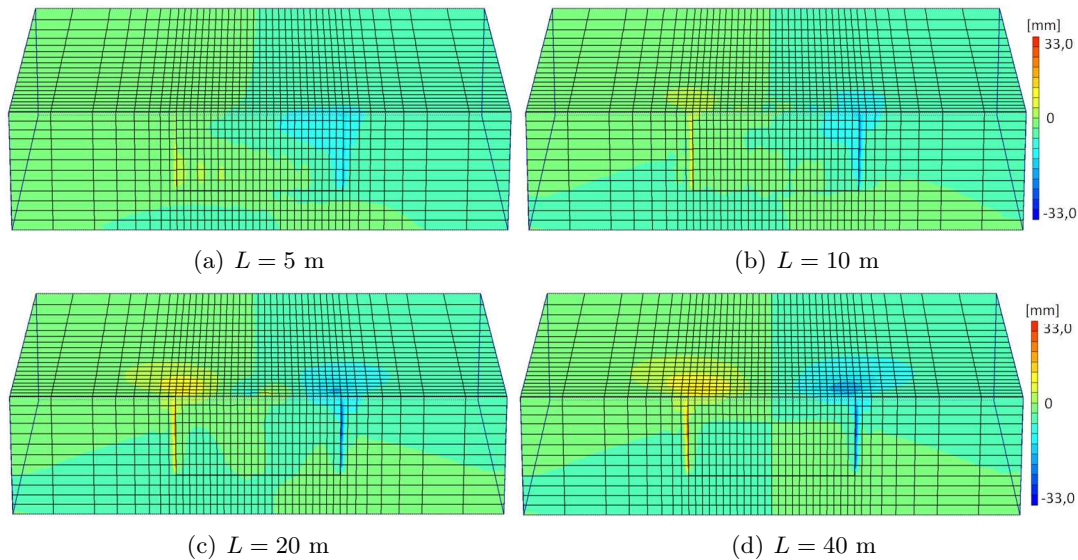 [mm]
33,0
0
-33,0
(a) L = 5 m
(b) L = 10 m
[mm]
33,0
0
-33,0
(c) L = 20 m
(d) L = 40 m